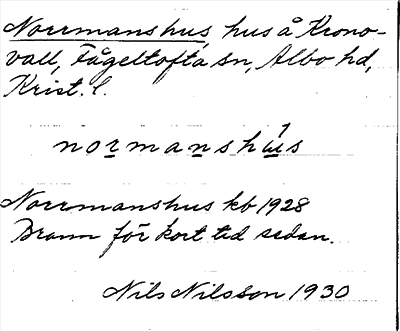 Norrmanshus, hus å Krono-
vall, Fågeltofta sn, Albo hd,
Krist. l.
normanshús
Norrmanshus kb 1928
Brann för kort tid sedan.
Nils Nilsson 1930